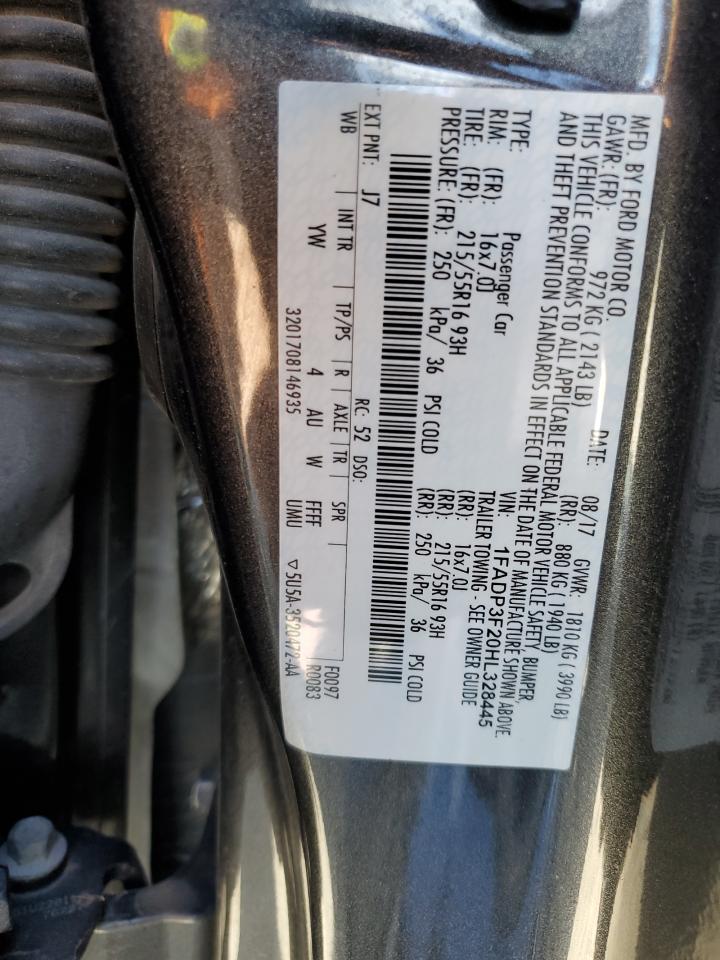 MFD. BY FORD MOTOR CO.
DATE: 08/17 GVWR: 1810 KG ( 3990 LB)
GAWR: (FR): 972 KG ( 2143 LB) (RR): 880 KG ( 1940 LB)
THIS VEHICLE CONFORMS TO ALL APPLICABLE FEDERAL MOTOR VEHICLE SAFETY, BUMPER,
AND THEFT PREVENTION STANDARDS IN EFFECT ON THE DATE OF MANUFACTURE SHOWN ABOVE.
VIN: 1FADP3F20HL328445
TYPE: Passenger Car TRAILER TOWING - SEE OWNER GUIDE
RIM: (FR): 16x7.0J (RR): 16x7.0J
TIRE: (FR): 215/55R16 93H (RR): 215/55R16 93H
PRESSURE: (FR): 250 kPa/ 36 PSI COLD (RR): 250 kPa/ 36 PSI COLD
EXT PNT: J7 RC: 52 DSO: F0097
WB INT TR TP/PS R AXLE TR SPR R0083
YW 4 AU W FFFF
UMU
3201708146935 ▽5U5A-3520472-AA